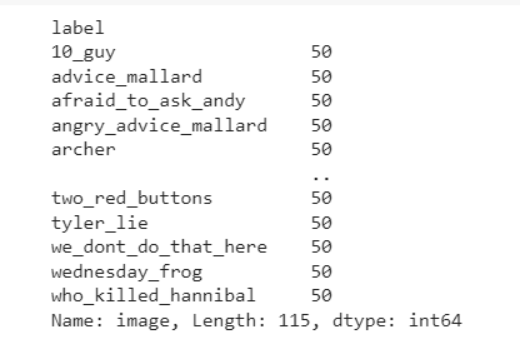 label
10_guy 50
advice_mallard 50
afraid_to_ask_andy 50
angry_advice_mallard 50
archer 50
..
two_red_buttons 50
tyler_lie 50
we_dont_do_that_here 50
wednesday_frog 50
who_killed_hannibal 50
Name: image, Length: 115, dtype: int64